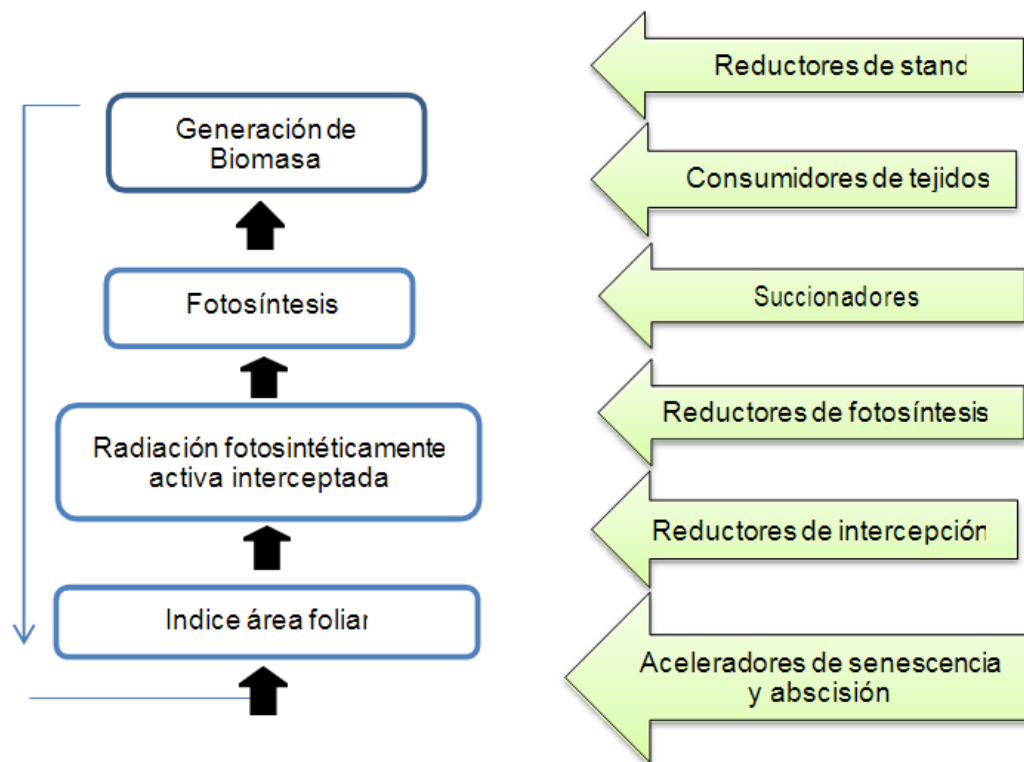 Generación de
Biomasa
Fotosíntesis
Radiación fotosintéticamente
activa interceptada
Indice área foliar
Reductores de stand
Consumidores de tejidos
Succionadores
Reductores de fotosíntesis
Reductores de intercepción
Aceleradores de senescencia
y abscisión